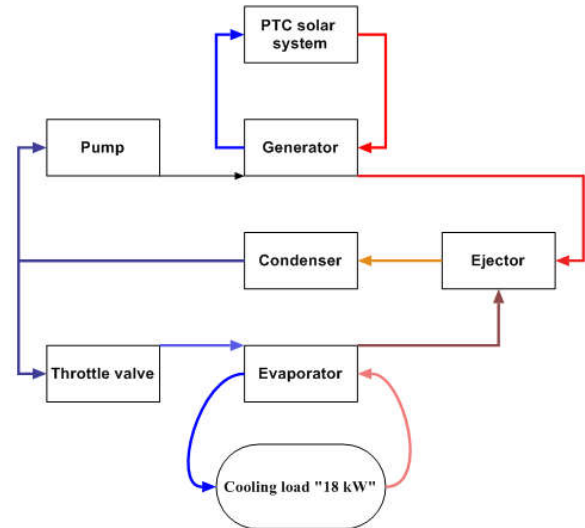 PTC solar
system
Pump
Generator
Condenser
Ejector
Throttle valve
Evaporator
Cooling load "18 kW"